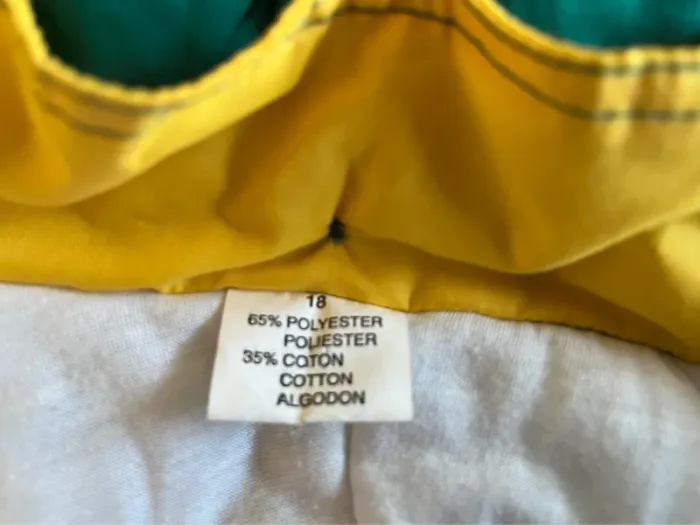 18
65% POLYESTER
POLIESTER
35% COTON
COTTON
ALGODON